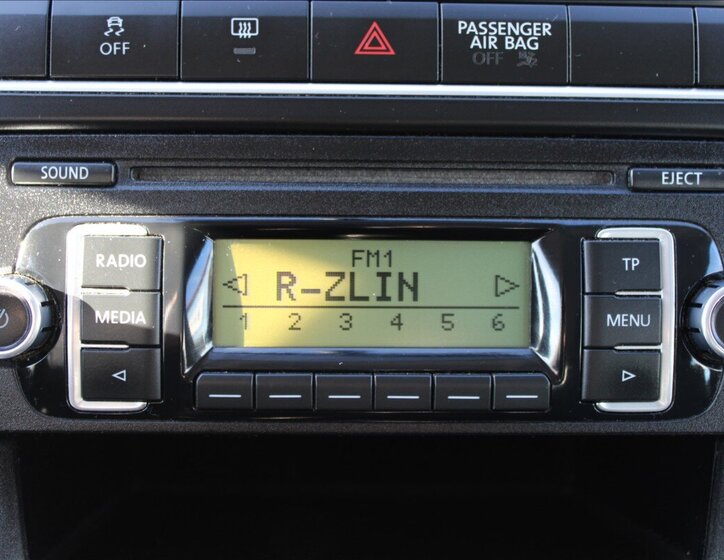 OFF
PASSENGER
AIR BAG
OFF
SOUND
EJECT
RADIO
FM1
TP
R-ZLIN
MEDIA
1 2 3 4 5 6
MENU